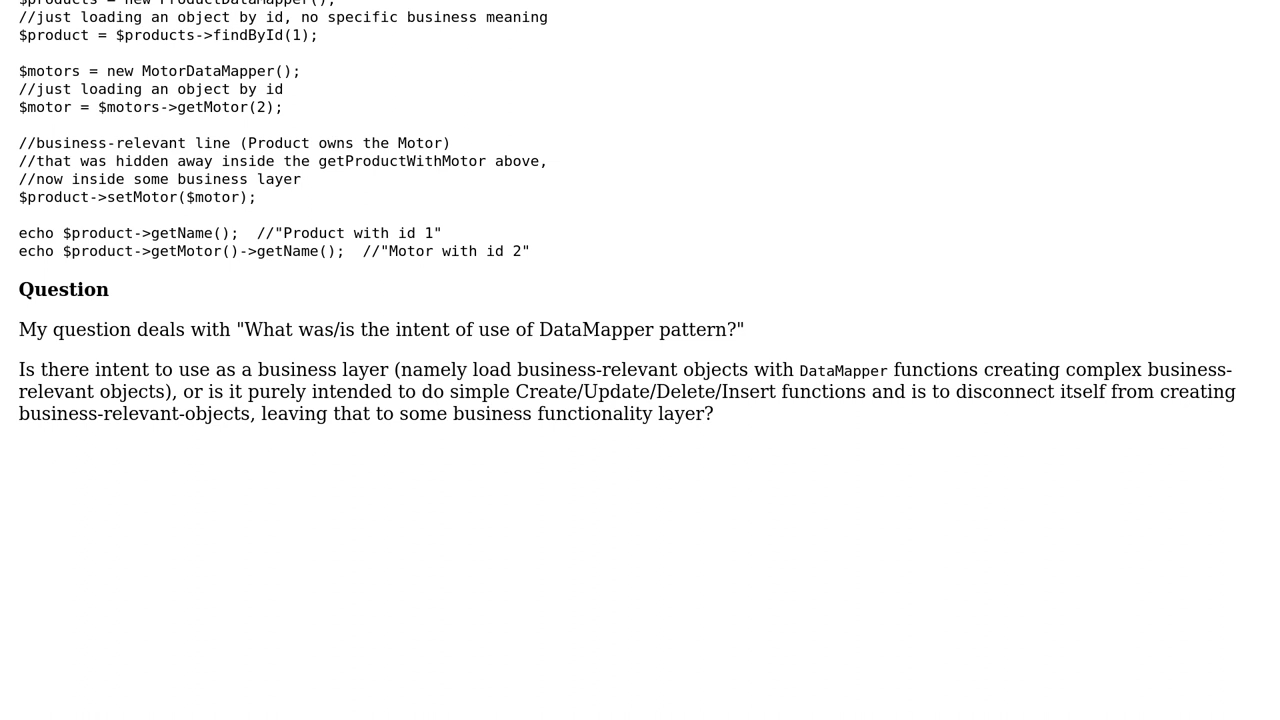 $products = new ProductDataMapper();
//just loading an object by id, no specific business meaning
$product = $products->findById(1);
$motors = new MotorDataMapper();
//just loading an object by id
$motor = $motors->getMotor(2);
//business-relevant line (Product owns the Motor)
//that was hidden away inside the getProductWithMotor above,
//now inside some business layer
$product->setMotor($motor);
echo $product->getName();  //"Product with id 1"
echo $product->getMotor()->getName();  //"Motor with id 2"
Question
My question deals with "What was/is the intent of use of DataMapper pattern?"
Is there intent to use as a business layer (namely load business-relevant objects with DataMapper functions creating complex business-
relevant objects), or is it purely intended to do simple Create/Update/Delete/Insert functions and is to disconnect itself from creating
business-relevant-objects, leaving that to some business functionality layer?